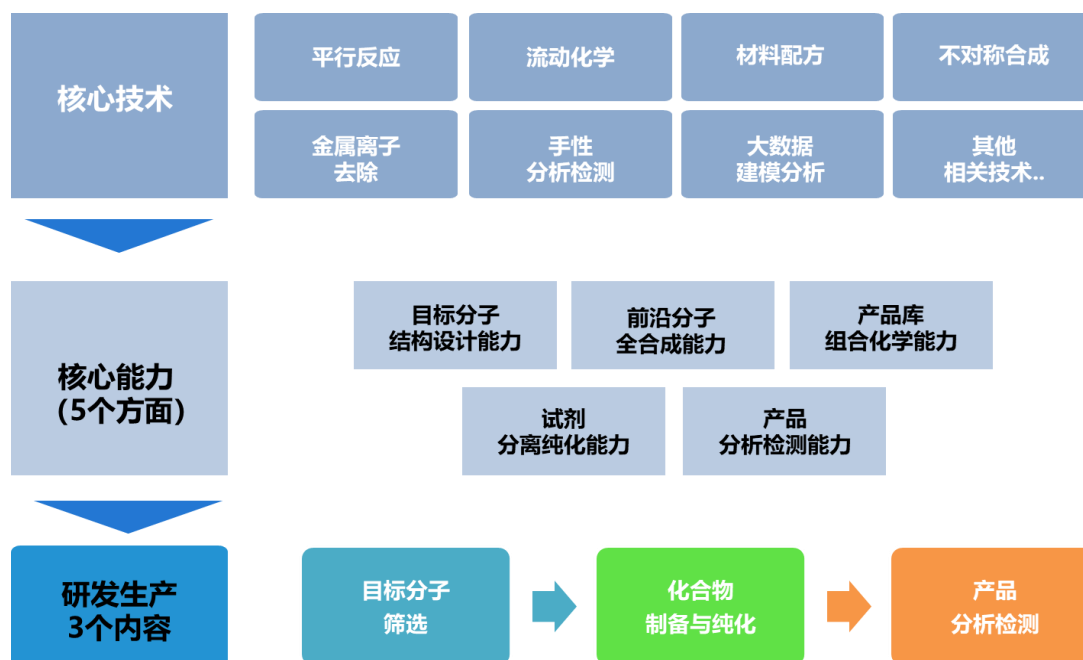 核心技术
平行反应
流动化学
材料配方
不对称合成
金属离子
去除
手性
分析检测
大数据
建模分析
其他
相关技术..
核心能力
（5个方面）
目标分子
结构设计能力
前沿分子
全合成能力
产品库
组合化学能力
试剂
分离纯化能力
产品
分析检测能力
研发生产
3个内容
目标分子
筛选
化合物
制备与纯化
产品
分析检测